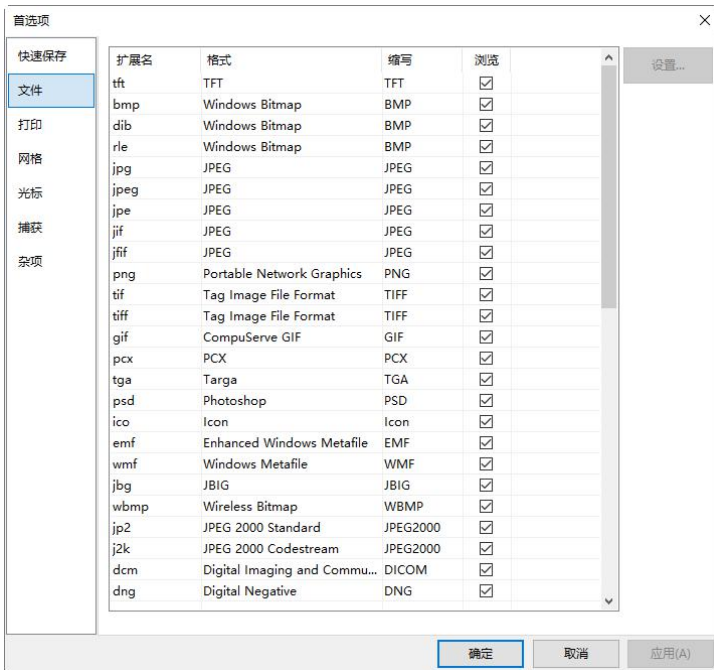 首选项
快速保存
文件
打印
网格
光标
捕获
杂项
扩展名 格式 缩写 浏览
tft TFT TFT
bmp Windows Bitmap BMP
dib Windows Bitmap BMP
rle Windows Bitmap BMP
jpg JPEG JPEG
jpeg JPEG JPEG
jpe JPEG JPEG
jif JPEG JPEG
jfif JPEG JPEG
png Portable Network Graphics PNG
tif Tag Image File Format TIFF
tiff Tag Image File Format TIFF
gif CompuServe GIF GIF
pcx PCX PCX
tga Targa TGA
psd Photoshop PSD
ico Icon Icon
emf Enhanced Windows Metafile EMF
wmf Windows Metafile WMF
jbg JBIG JBIG
wbmp Wireless Bitmap WBMP
jp2 JPEG 2000 Standard JPEG2000
j2k JPEG 2000 Codestream JPEG2000
dcm Digital Imaging and Commu... DICOM
dng Digital Negative DNG
设置...
确定 取消 应用(A)